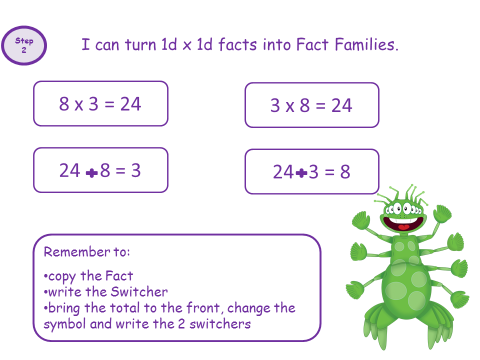 Step
2
I can turn 1d x 1d facts into Fact Families.
8 x 3 = 24
3 x 8 = 24
24 ✚ 8 = 3
24 ✚ 3 = 8
Remember to:
•copy the Fact
•write the Switcher
•bring the total to the front, change the
symbol and write the 2 switchers